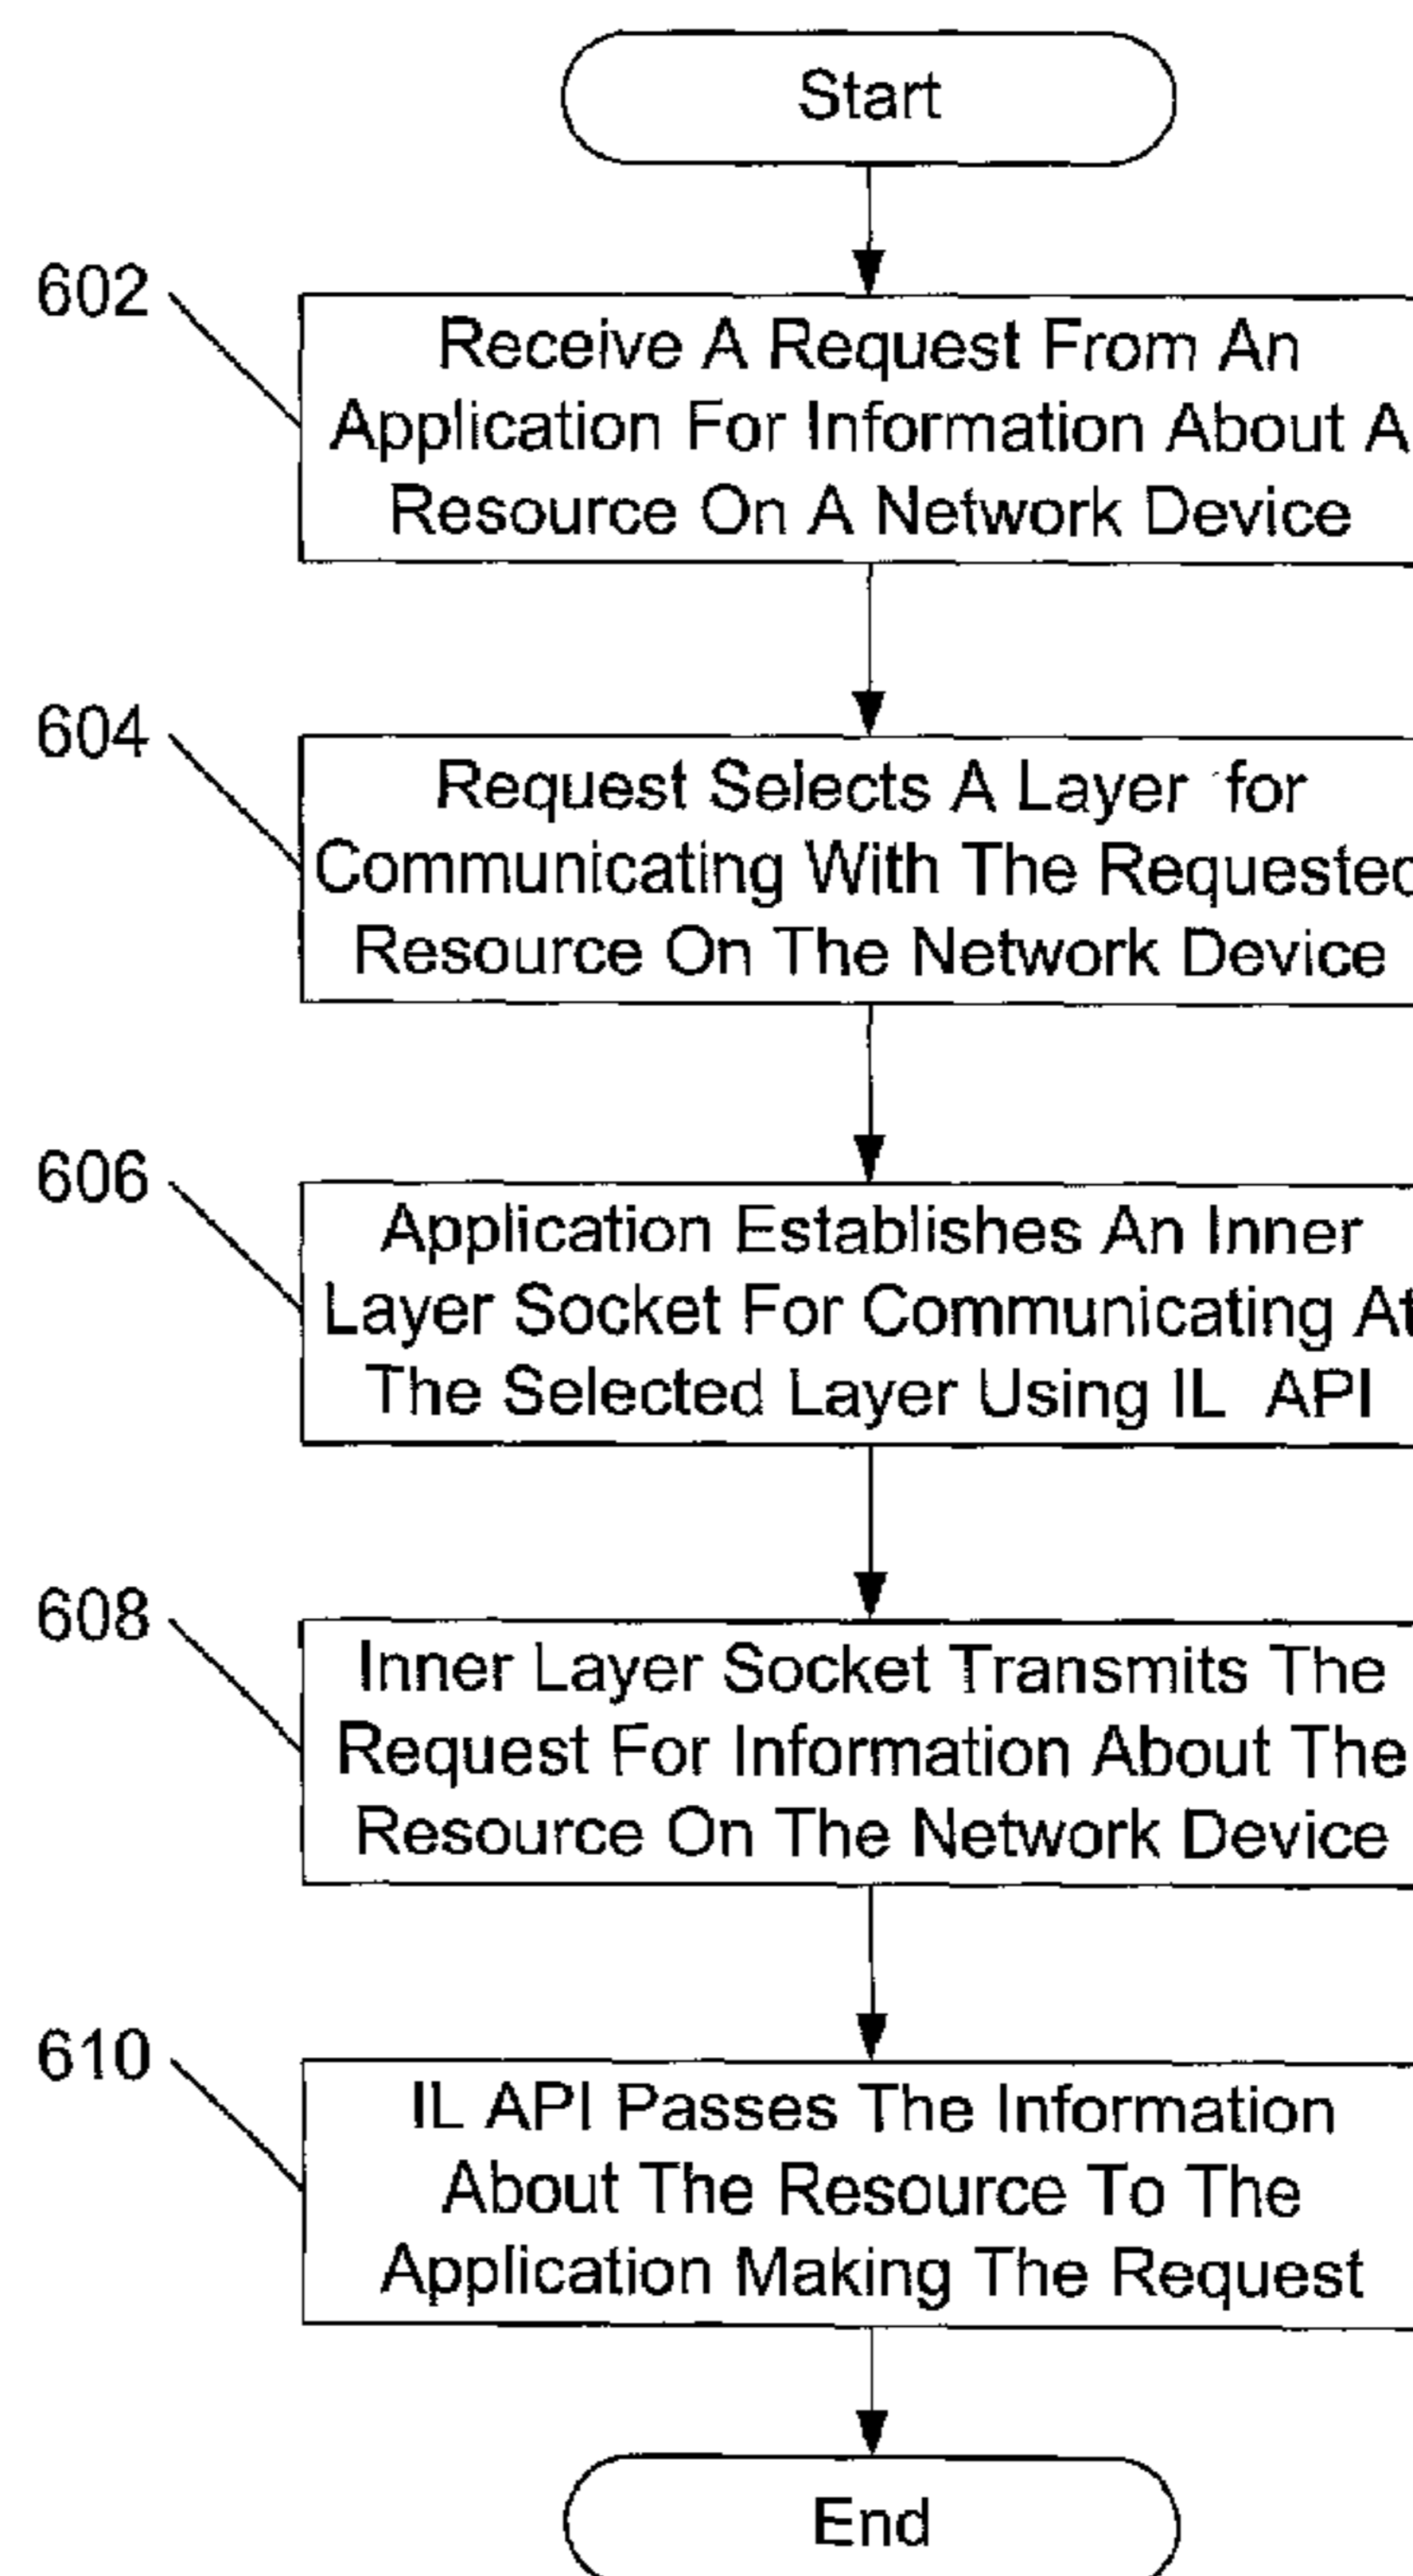 Start
602
Receive A Request From An
Application For Information About A
Resource On A Network Device
604
Request Selects A Layer for
Communicating With The Requested
Resource On The Network Device
606
Application Establishes An Inner
Layer Socket For Communicating At
The Selected Layer Using IL API
608
Inner Layer Socket Transmits The
Request For Information About The
Resource On The Network Device
610
IL API Passes The Information
About The Resource To The
Application Making The Request
End